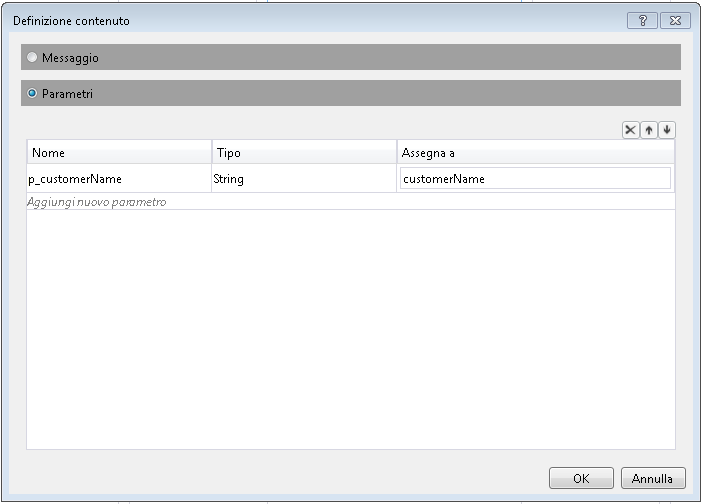 Definizione contenuto
Messaggio
Parametri
Nome Tipo Assegna a
p_customerName String customerName
Aggiungi nuovo parametro
OK Annulla